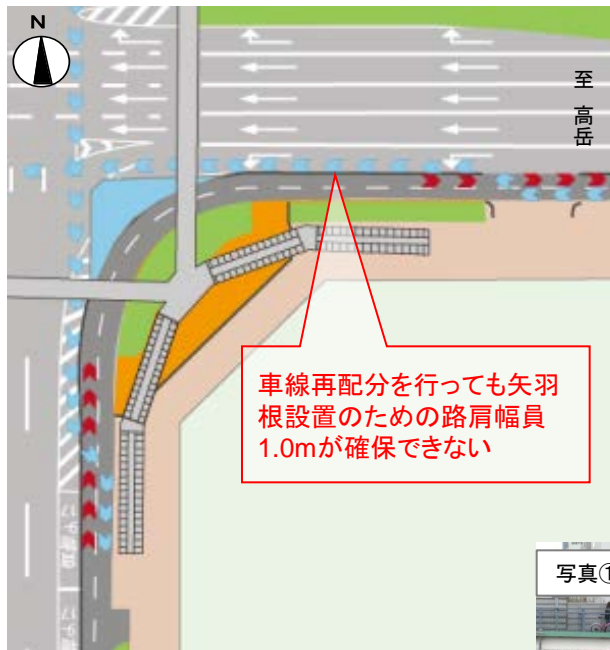 N
至 高岳
車線再配分を行っても矢羽
根設置のための路肩幅員
1.0mが確保できない
写真①